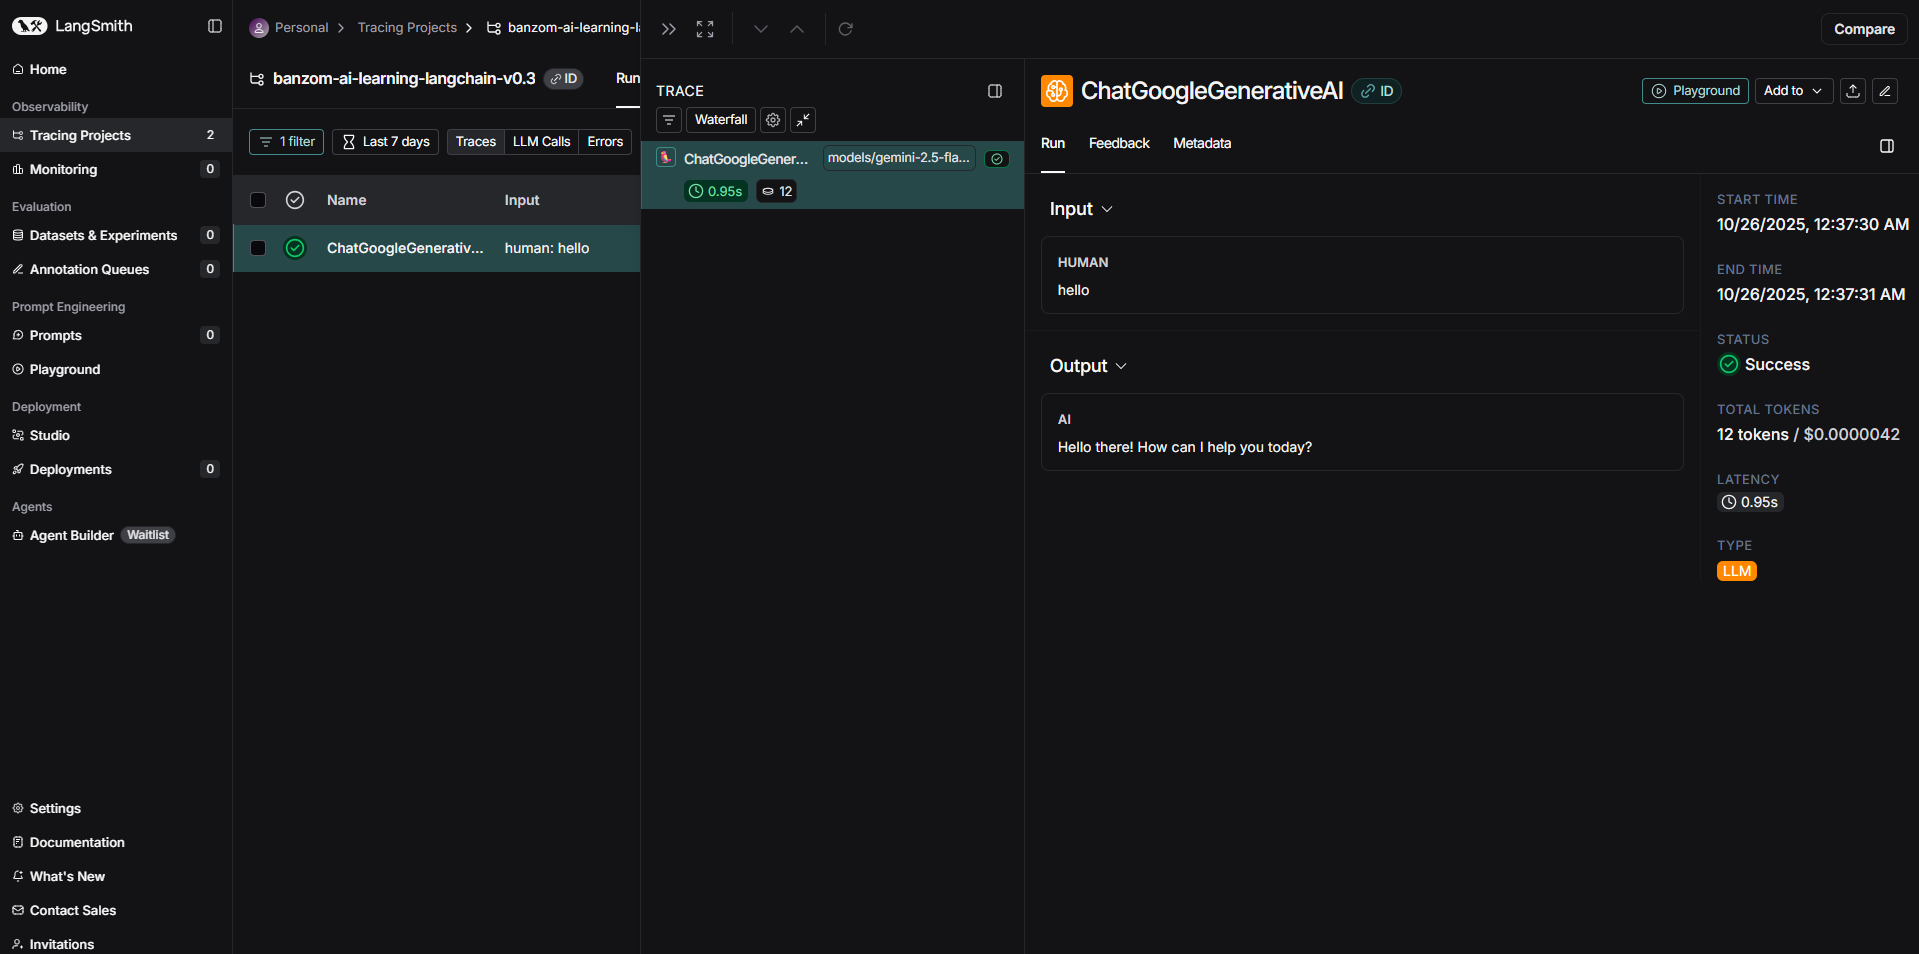 LangSmith
Home
Observability
Tracing Projects 2
Monitoring 0
Evaluation
Datasets & Experiments 0
Annotation Queues 0
Prompt Engineering
Prompts 0
Playground
Deployment
Studio
Deployments 0
Agents
Agent Builder Waitlist
Settings
Documentation
What's New
Contact Sales
Invitations
Personal > Tracing Projects > banzom-ai-learning-l
banzom-ai-learning-langchain-v0.3 ID Run
1 filter Last 7 days Traces LLM Calls Errors
Name Input
ChatGoogleGenerativ... human: hello
TRACE
Waterfall
ChatGoogleGener... models/gemini-2.5-fla...
0.95s 12
Compare
ChatGoogleGenerativeAI ID
Playground Add to
Run Feedback Metadata
Input
HUMAN
hello
Output
AI
Hello there! How can I help you today?
START TIME
10/26/2025, 12:37:30 AM
END TIME
10/26/2025, 12:37:31 AM
STATUS
Success
TOTAL TOKENS
12 tokens / $0.0000042
LATENCY
0.95s
TYPE
LLM